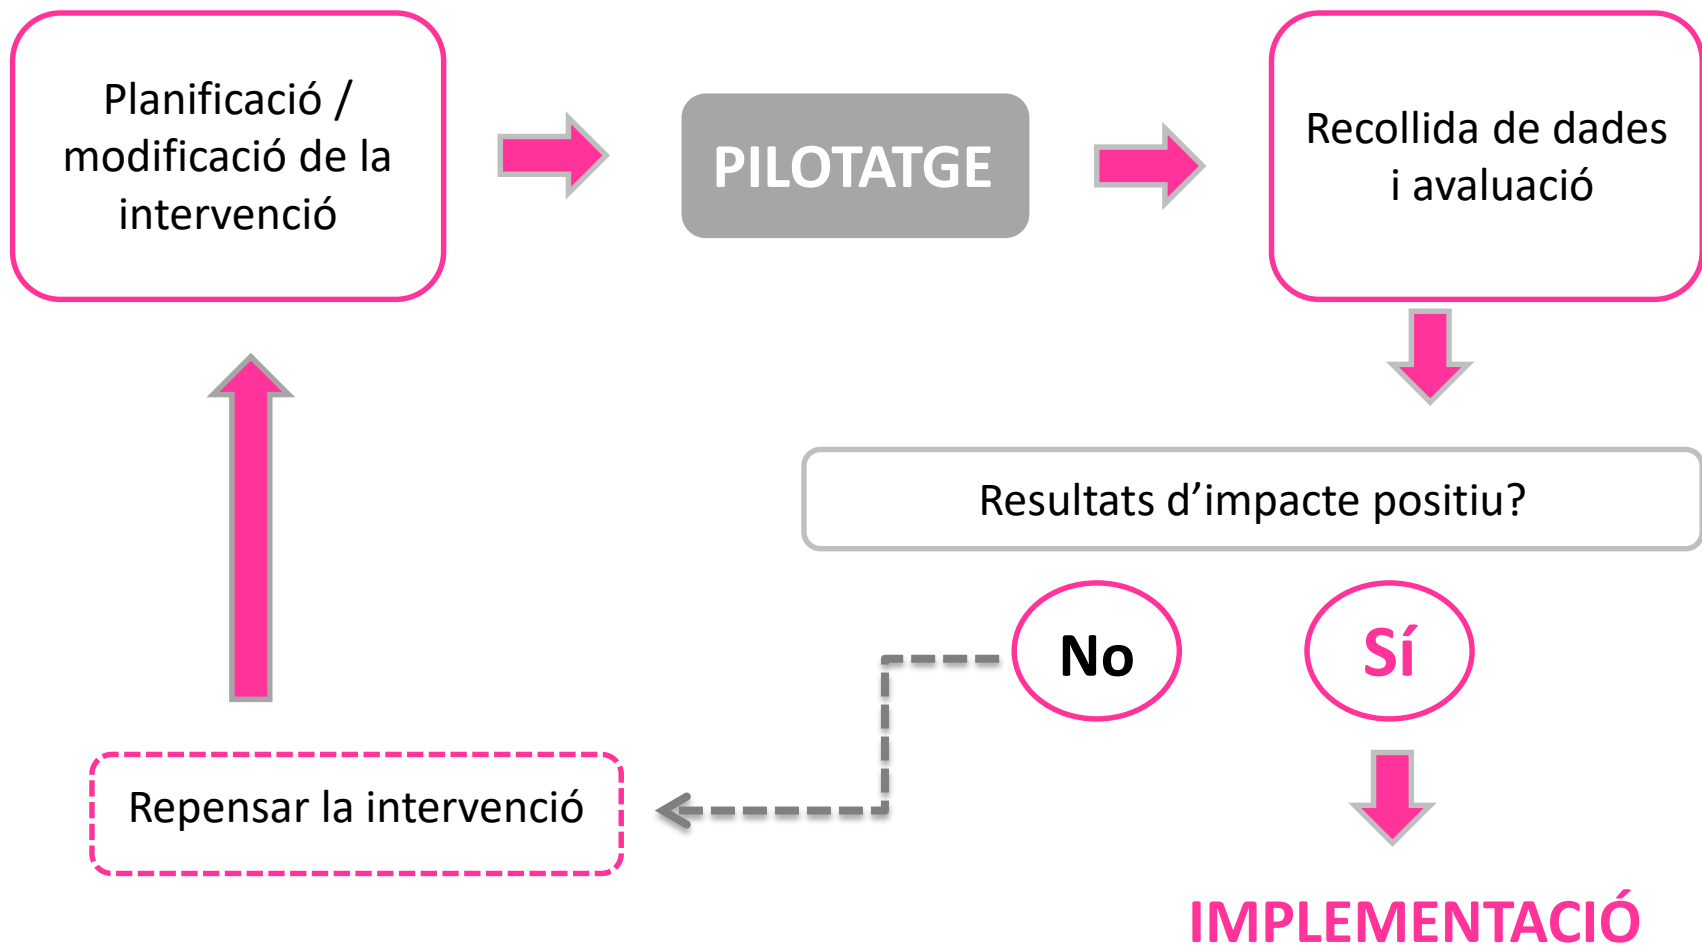 Planificació /
modificació de la
intervenció
PILOTATGE
Recollida de dades
i avaluació
Resultats d’impacte positiu?
No
Sí
Repensar la intervenció
IMPLEMENTACIÓ